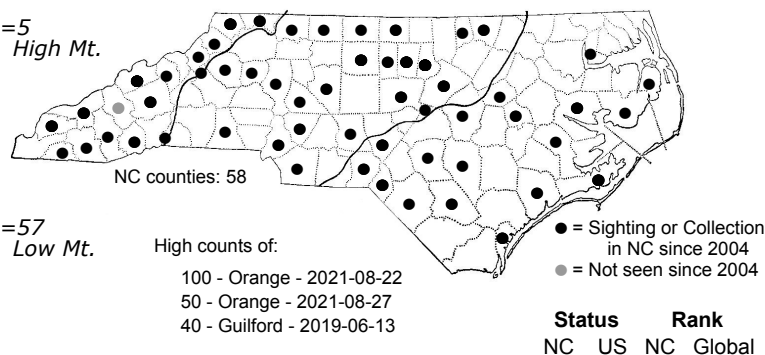 =5
High Mt.
NC counties: 58
=57
Low Mt.
High counts of:
100 - Orange - 2021-08-22
50 - Orange - 2021-08-27
40 - Guilford - 2019-06-13
= Sighting or Collection
in NC since 2004
= Not seen since 2004
Status Rank
NC US NC Global